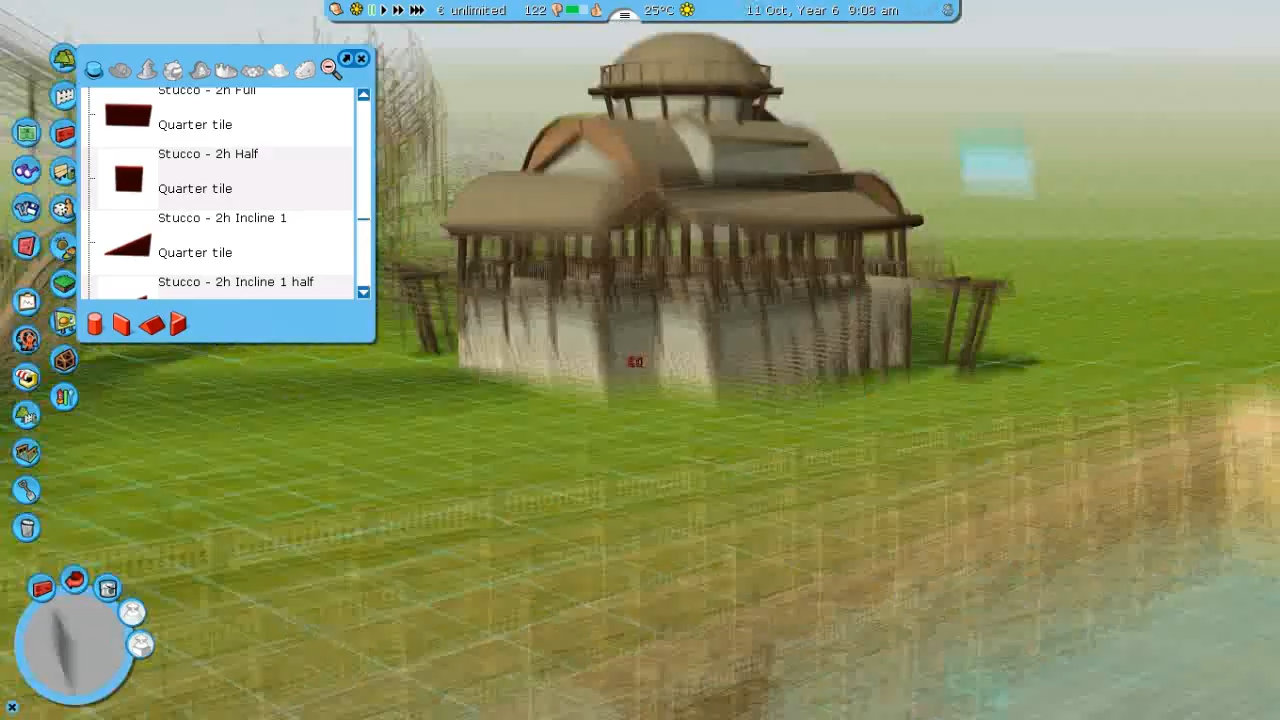 € unlimited 122 25°C 11 Oct, Year 6 9:08 am
Stucco - 2h Full
Quarter tile
Stucco - 2h Half
Quarter tile
Stucco - 2h Incline 1
Quarter tile
Stucco - 2h Incline 1 half